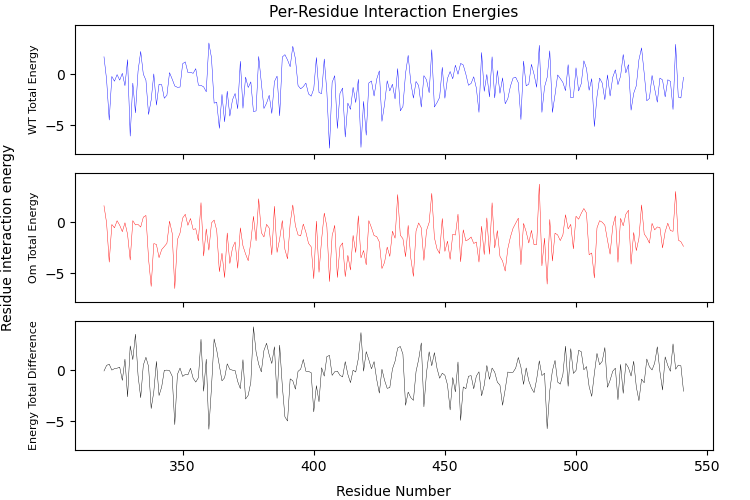 Per-Residue Interaction Energies
Residue interaction energy
WT Total Energy
0
−5
Om Total Energy
0
−5
Energy Total Difference
0
−5
350
400
450
500
550
Residue Number